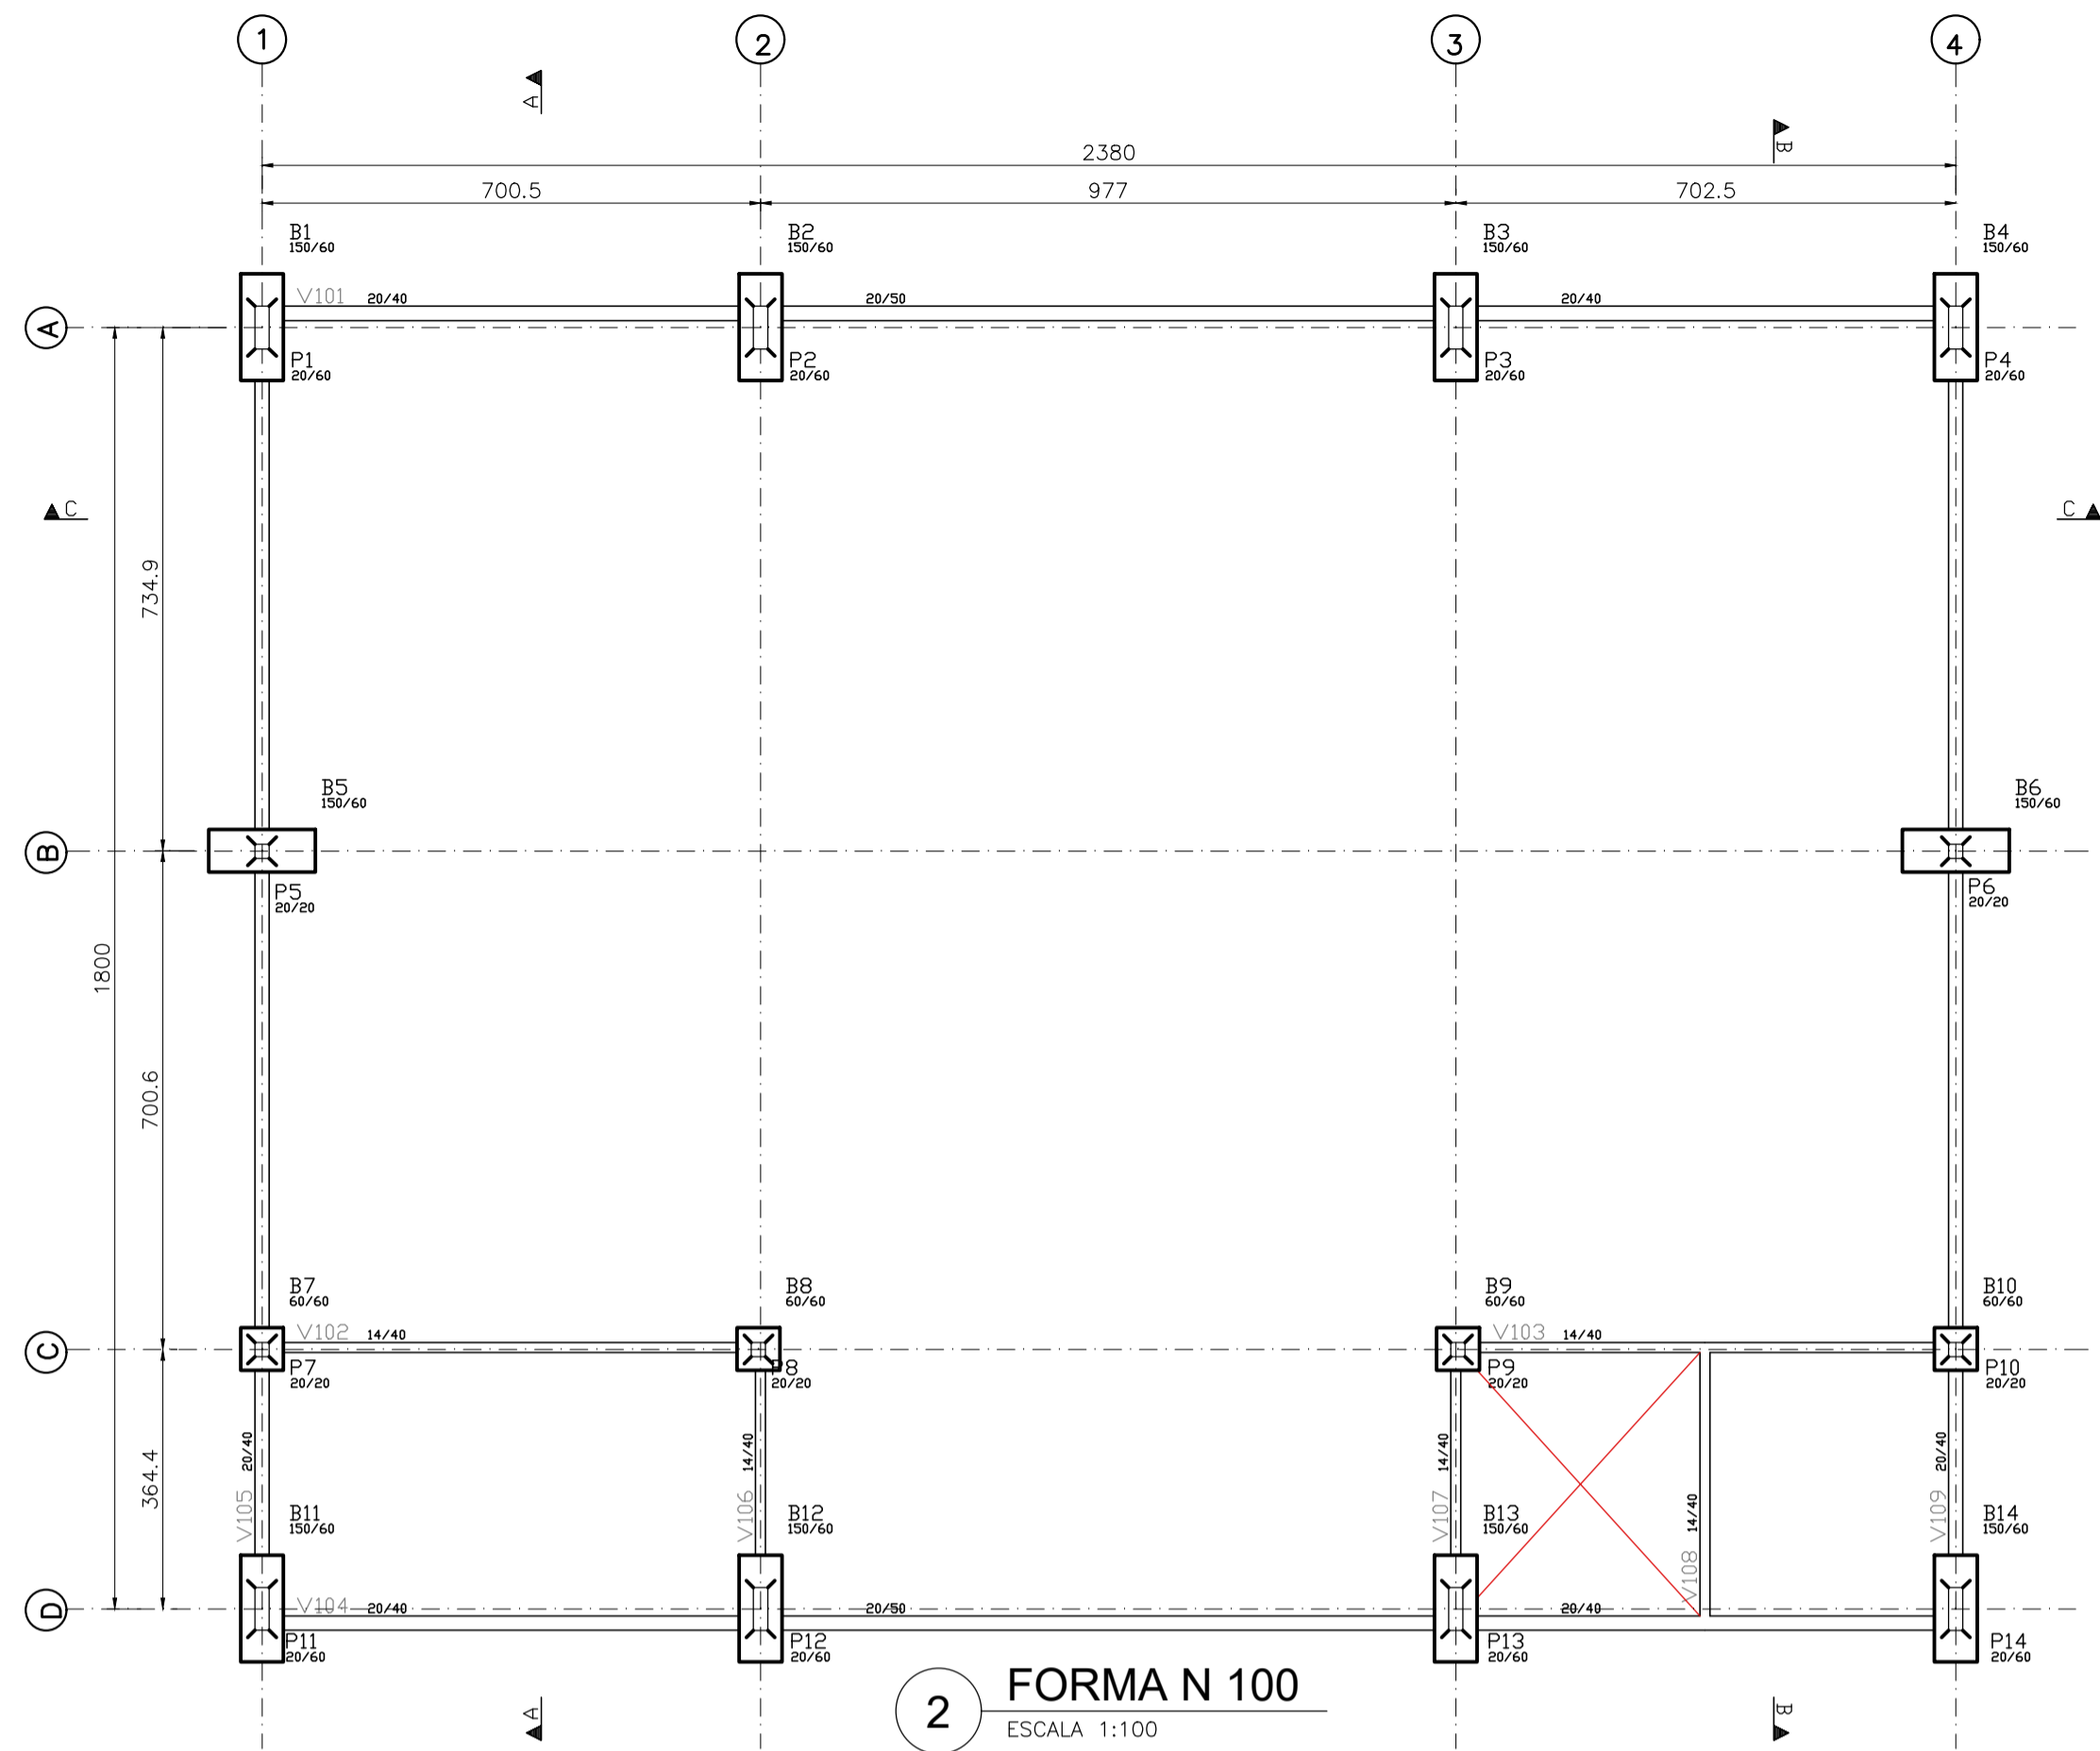 1 2 3 4
A
B
2380
700.5 977 702.5
B1 B2 B3 B4
150/60 150/60 150/60 150/60
V101 20/40 20/50 20/40
A
P1 P2 P3 P4
20/60 20/60 20/60 20/60
C C
734.9
B5 B6
150/60 150/60
B
P5 P6
20/20 20/20
1800
700.6
B7 B8 B9 B10
60/60 60/60 60/60 60/60
V102 14/40 V103 14/40
C
P7 P8 P9 P10
20/20 20/20 20/20 20/20
20/40 14/40 14/40 20/40
364.4
V105 V106 V107 14/40 V109
B11 B12 B13 B14
150/60 150/60 150/60 150/60
V108
D
V104 20/40 20/50 20/40
P11 P12 P13 P14
20/60 20/60 20/60 20/60
2 FORMA N 100
ESCALA 1:100
A B